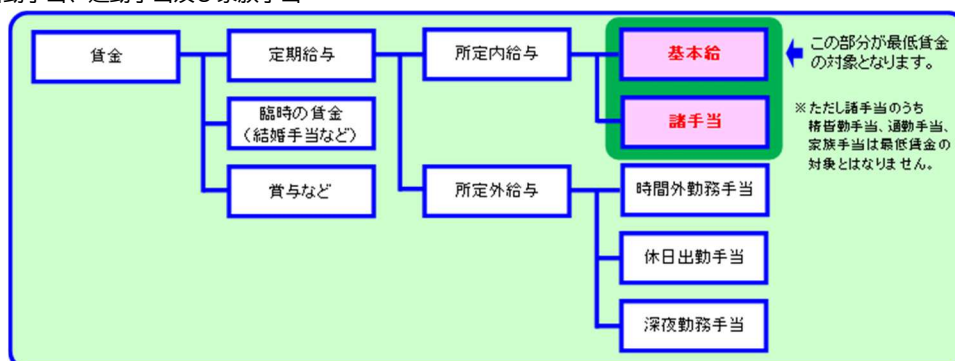 賃金
定期給与
所定内給与
基本給
この部分が最低賃金
の対象となります。
諸手当
※ただし諸手当のうち
精皆勤手当、通勤手当、
家族手当は最低賃金の
対象とはなりません。
臨時の賃金
(結婚手当など)
賞与など
所定外給与
時間外勤務手当
休日出勤手当
深夜勤務手当